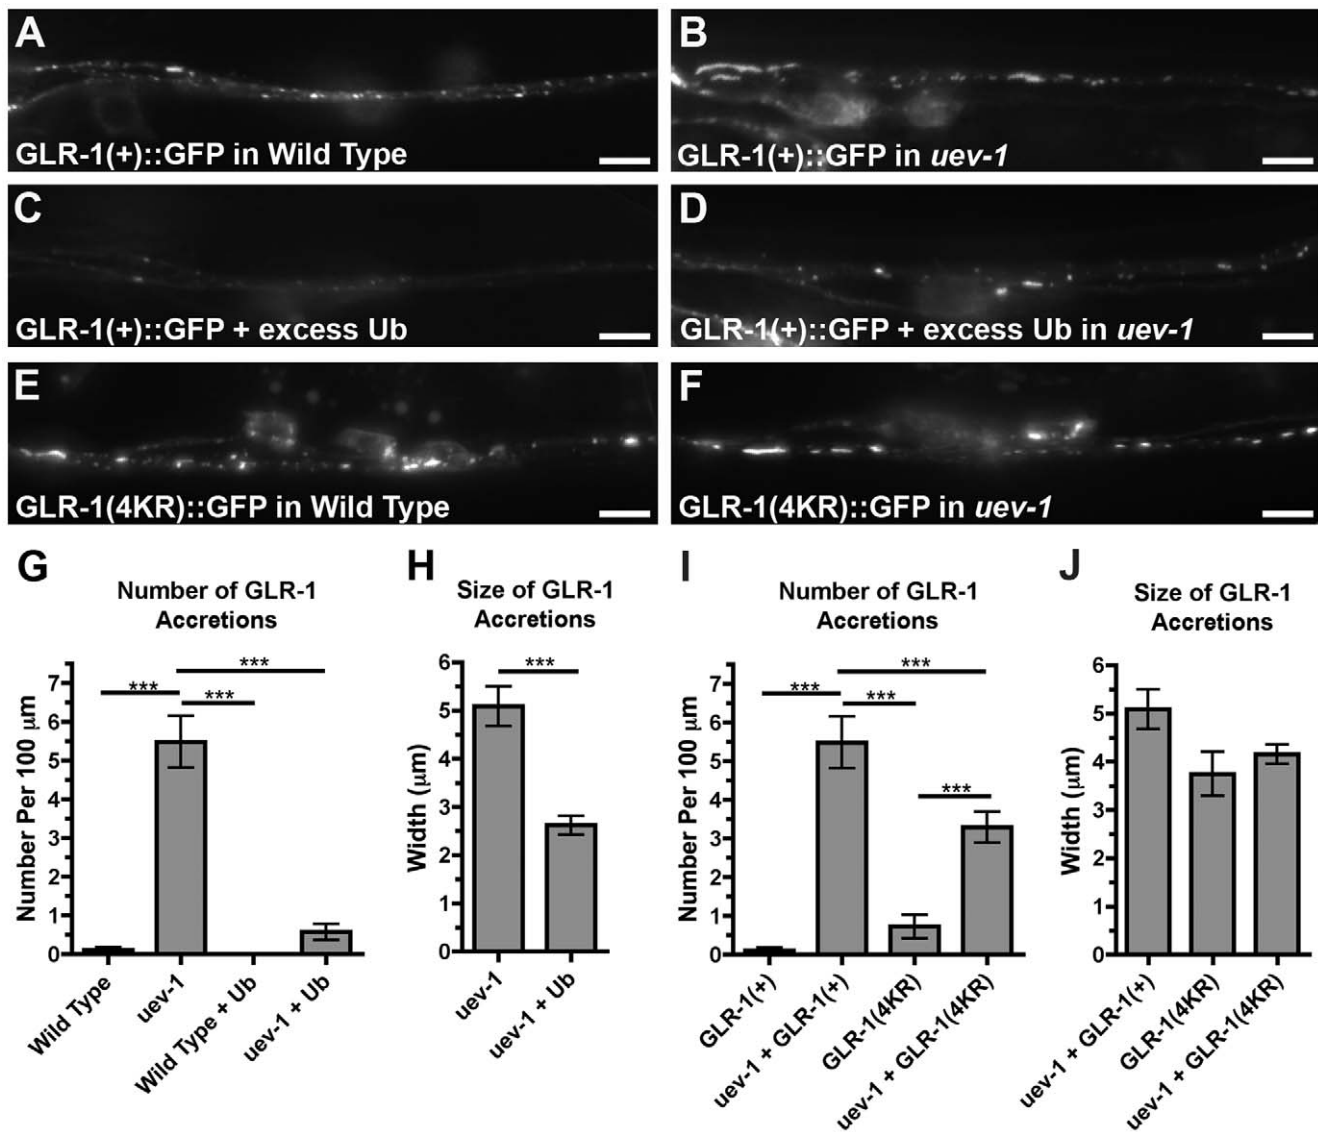 A
GLR-1(+)::GFP in Wild Type
B
GLR-1(+)::GFP in uev-1
C
GLR-1(+)::GFP + excess Ub
D
GLR-1(+)::GFP + excess Ub in uev-1
E
GLR-1(4KR)::GFP in Wild Type
F
GLR-1(4KR)::GFP in uev-1
G
Number of GLR-1
Accretions
Number Per 100 μm
7
6
5
4
3
2
1
0
***
***
***
Wild Type
uev-1
Wild Type + Ub
uev-1 + Ub
H
Size of GLR-1
Accretions
Width (μm)
6
5
4
3
2
1
0
***
uev-1
uev-1 + Ub
I
Number of GLR-1
Accretions
Number Per 100 μm
7
6
5
4
3
2
1
0
***
***
***
***
GLR-1(+)
uev-1 + GLR-1(+)
GLR-1(4KR)
uev-1 + GLR-1(4KR)
J
Size of GLR-1
Accretions
Width (μm)
6
5
4
3
2
1
0
uev-1 + GLR-1(+)
GLR-1(4KR)
uev-1 + GLR-1(4KR)